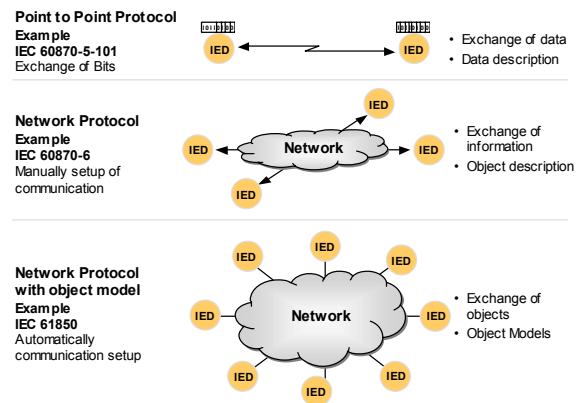 Point to Point Protocol
Example
IEC 60870-5-101
Exchange of Bits
IED
IED
• Exchange of data
• Data description
Network Protocol
Example
IEC 60870-6
Manually setup of
communication
IED
IED
Network
IED
IED
• Exchange of
information
• Object description
Network Protocol
with object model
Example
IEC 61850
Automatically
communication setup
IED
IED
IED
IED
Network
IED
IED
IED
IED
• Exchange of
objects
• Object Models